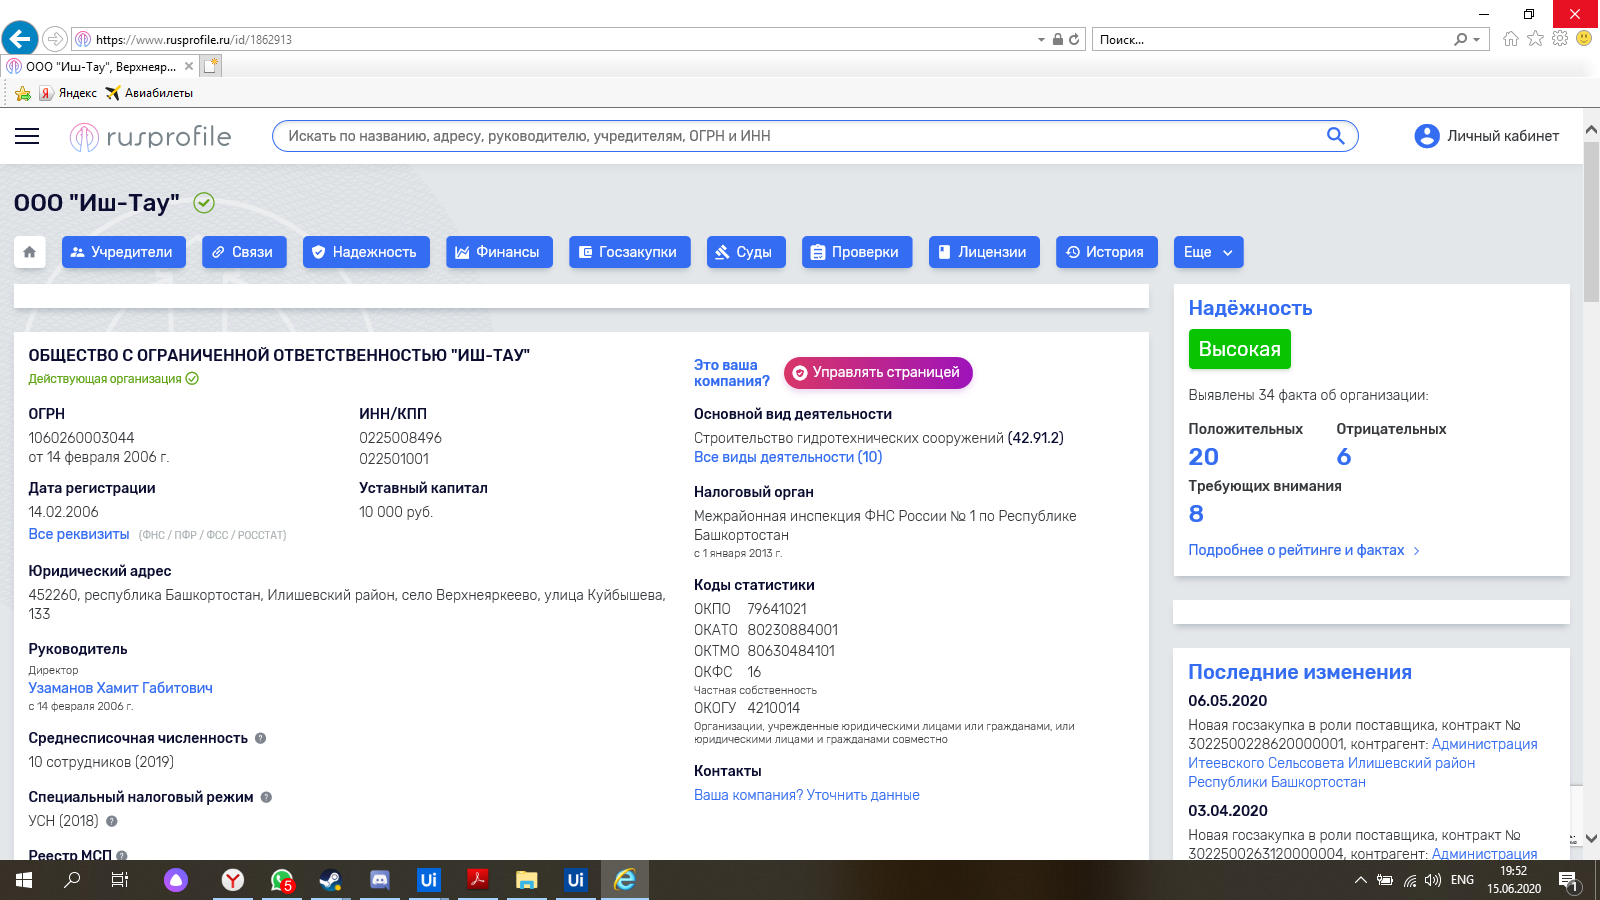 https://www.rusprofile.ru/id/1862913
Поиск...
ООО "Иш-Тау", Верхнеяр...
Яндекс
Авиабилеты
rusprofile
Искать по названию, адресу, руководителю, учредителям, ОГРН и ИНН
Личный кабинет
ООО "Иш-Тау"
Учредители
Связи
Надежность
Финансы
Госзакупки
Суды
Проверки
Лицензии
История
Еще
ОБЩЕСТВО С ОГРАНИЧЕННОЙ ОТВЕТСТВЕННОСТЬЮ "ИШ-ТАУ"
Действующая организация
ОГРН
1060260003044
от 14 февраля 2006 г.
ИНН/КПП
0225008496
022501001
Дата регистрации
14.02.2006
Уставный капитал
10 000 руб.
Все реквизиты (ФНС / ПФР / ФСС / РОССТАТ)
Юридический адрес
452260, республика Башкортостан, Илишевский район, село Верхнеяркеево, улица Куйбышева,
133
Руководитель
Директор
Узаманов Хамит Габитович
с 14 февраля 2006 г.
Среднесписочная численность
10 сотрудников (2019)
Специальный налоговый режим
УСН (2018)
Реестр МСП
Это ваша
компания?
Управлять страницей
Основной вид деятельности
Строительство гидротехнических сооружений (42.91.2)
Все виды деятельности (10)
Налоговый орган
Межрайонная инспекция ФНС России № 1 по Республике
Башкортостан
с 1 января 2013 г.
Коды статистики
ОКПО 79641021
ОКАТО 80230884001
ОКТМО 80630484101
ОКФС 16
Частная собственность
ОКОГУ 4210014
Организации, учрежденные юридическими лицами или гражданами, или
юридическими лицами и гражданами совместно
Контакты
Ваша компания? Уточнить данные
Надёжность
Высокая
Выявлены 34 факта об организации:
Положительных
20
Отрицательных
6
Требующих внимания
8
Подробнее о рейтинге и фактах
Последние изменения
06.05.2020
Новая госзакупка в роли поставщика, контракт №
3022500228620000001, контрагент: Администрация
Итеевского Сельсовета Илишевский район
Республики Башкортостан
03.04.2020
Новая госзакупка в роли поставщика, контракт №
3022500263120000004, контрагент: Администрация
5
Ui
Ui
ENG
19:52
15.06.2020
1